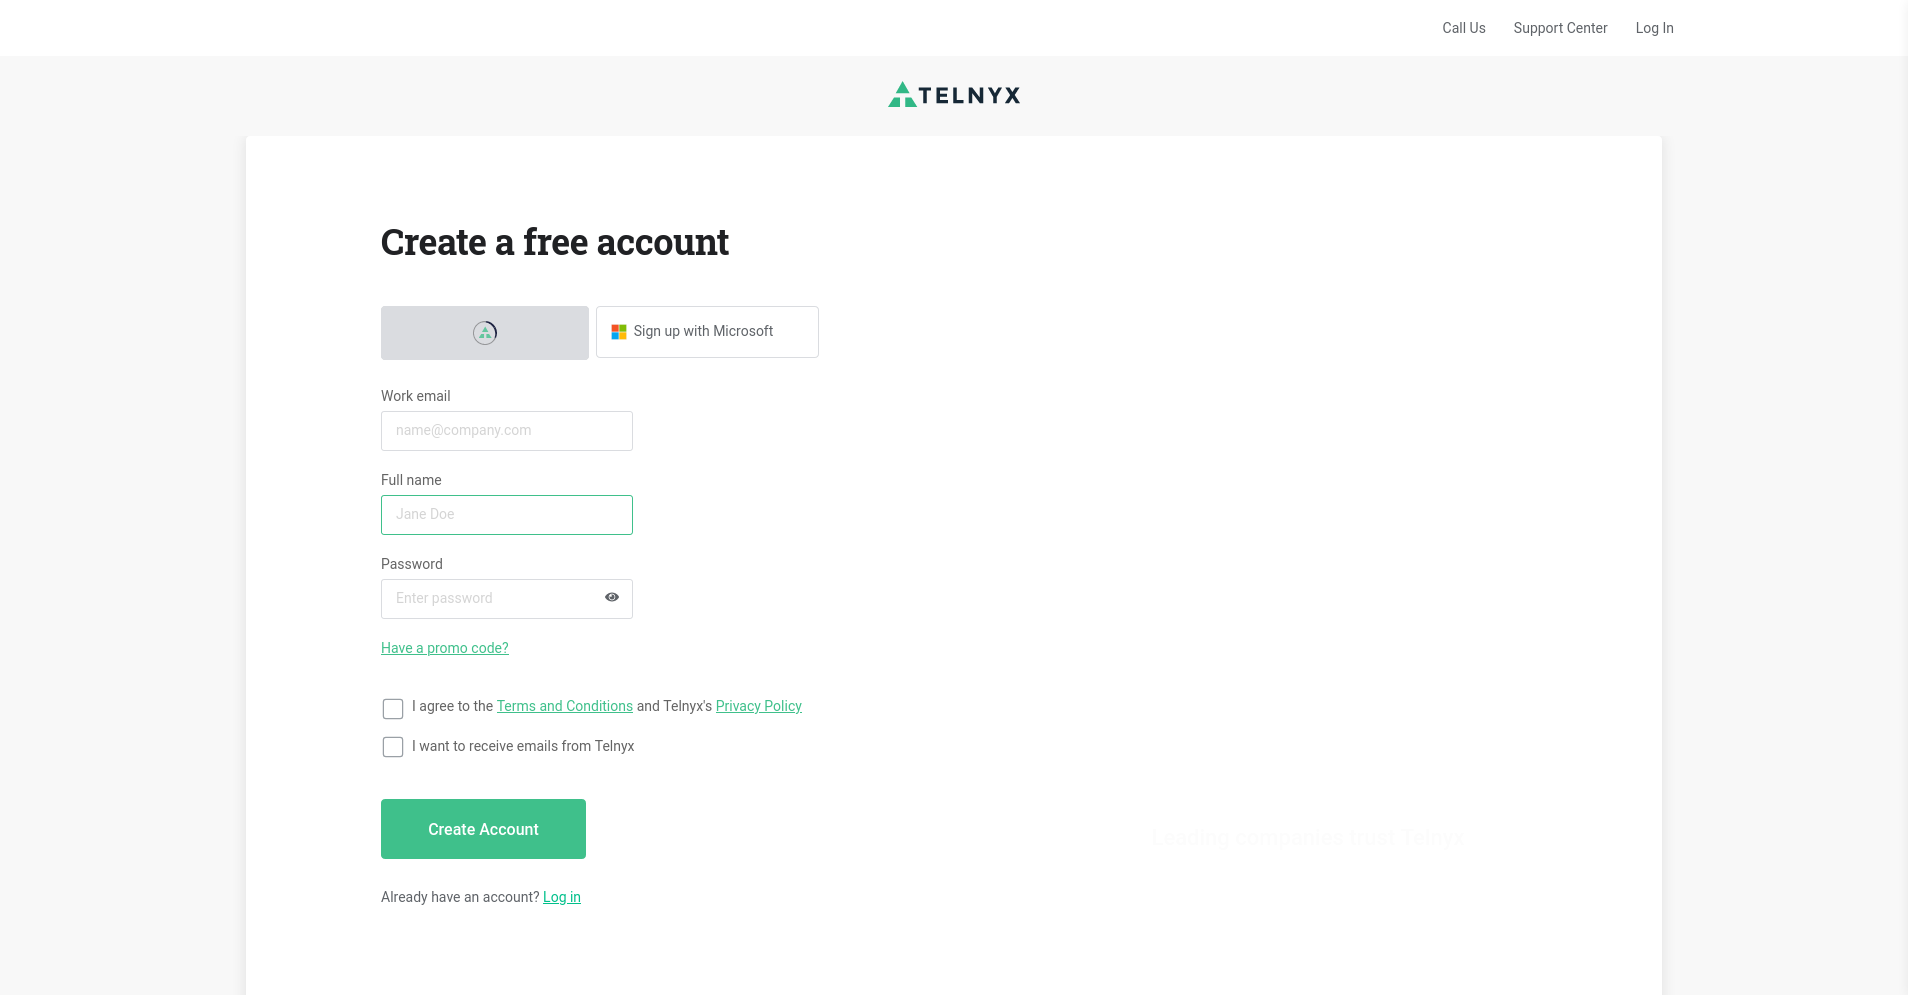 Call Us Support Center Log In
TELNYX
Create a free account
Sign up with Microsoft
Work email
name@company.com
Full name
Jane Doe
Password
Enter password
Have a promo code?
I agree to the Terms and Conditions and Telnyx's Privacy Policy
I want to receive emails from Telnyx
Create Account
Leading companies trust Telnyx
Already have an account? Log in